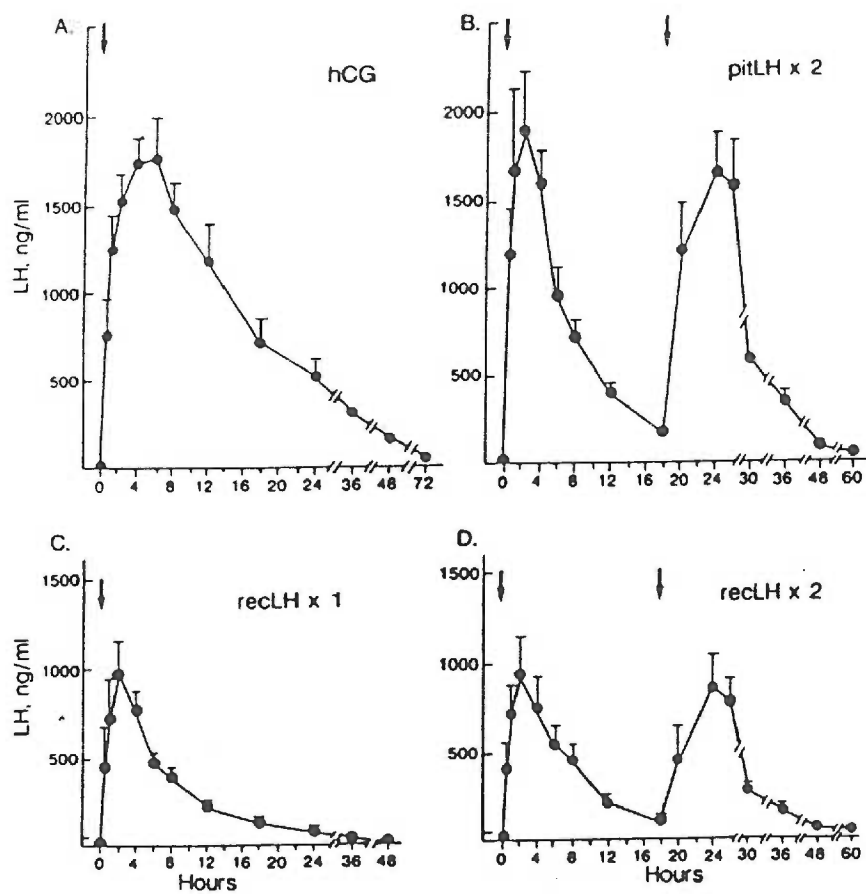 A.
hCG
LH, ng/ml
2000
1500
1000
500
0 4 8 12 16 20 24 36 48 72
B.
pitLH x 2
2000
1500
1000
500
0 4 8 12 16 20 24 30 36 48 60
C.
recLH x 1
LH, ng/ml
1500
1000
500
0 4 8 12 16 20 24 36 48
Hours
D.
recLH x 2
1500
1000
500
0 4 8 12 16 20 24 30 36 48 60
Hours